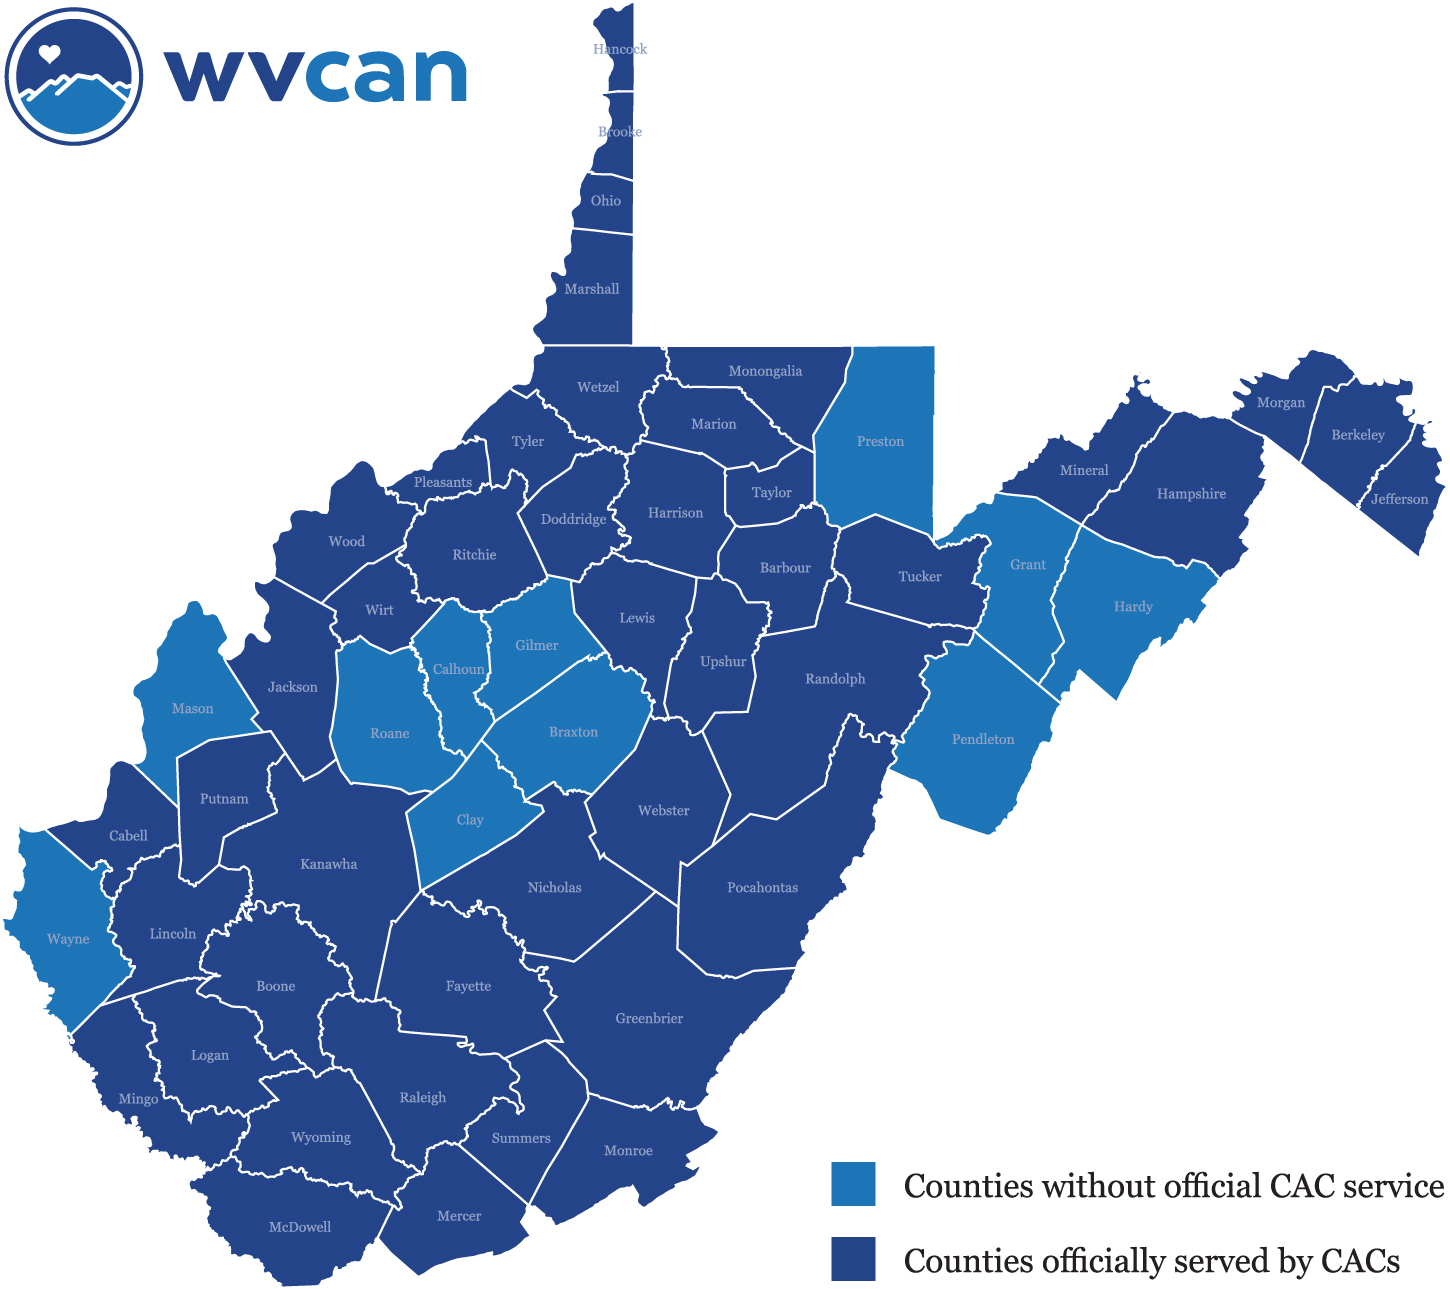 wvcan
Hancock
Brooke
Ohio
Marshall
Wetzel
Monongalia
Marion
Preston
Tyler
Pleasants
Doddridge
Harrison
Taylor
Mineral
Hampshire
Morgan
Berkeley
Jefferson
Wood
Ritchie
Wirt
Barbour
Tucker
Grant
Hardy
Lewis
Gilmer
Calhoun
Upshur
Randolph
Jackson
Mason
Roane
Braxton
Pendleton
Putnam
Clay
Webster
Cabell
Kanawha
Nicholas
Pocahontas
Wayne
Lincoln
Boone
Fayette
Greenbrier
Logan
Mingo
Raleigh
Wyoming
Summers
Monroe
McDowell
Mercer
Counties without official CAC service
Counties officially served by CACs